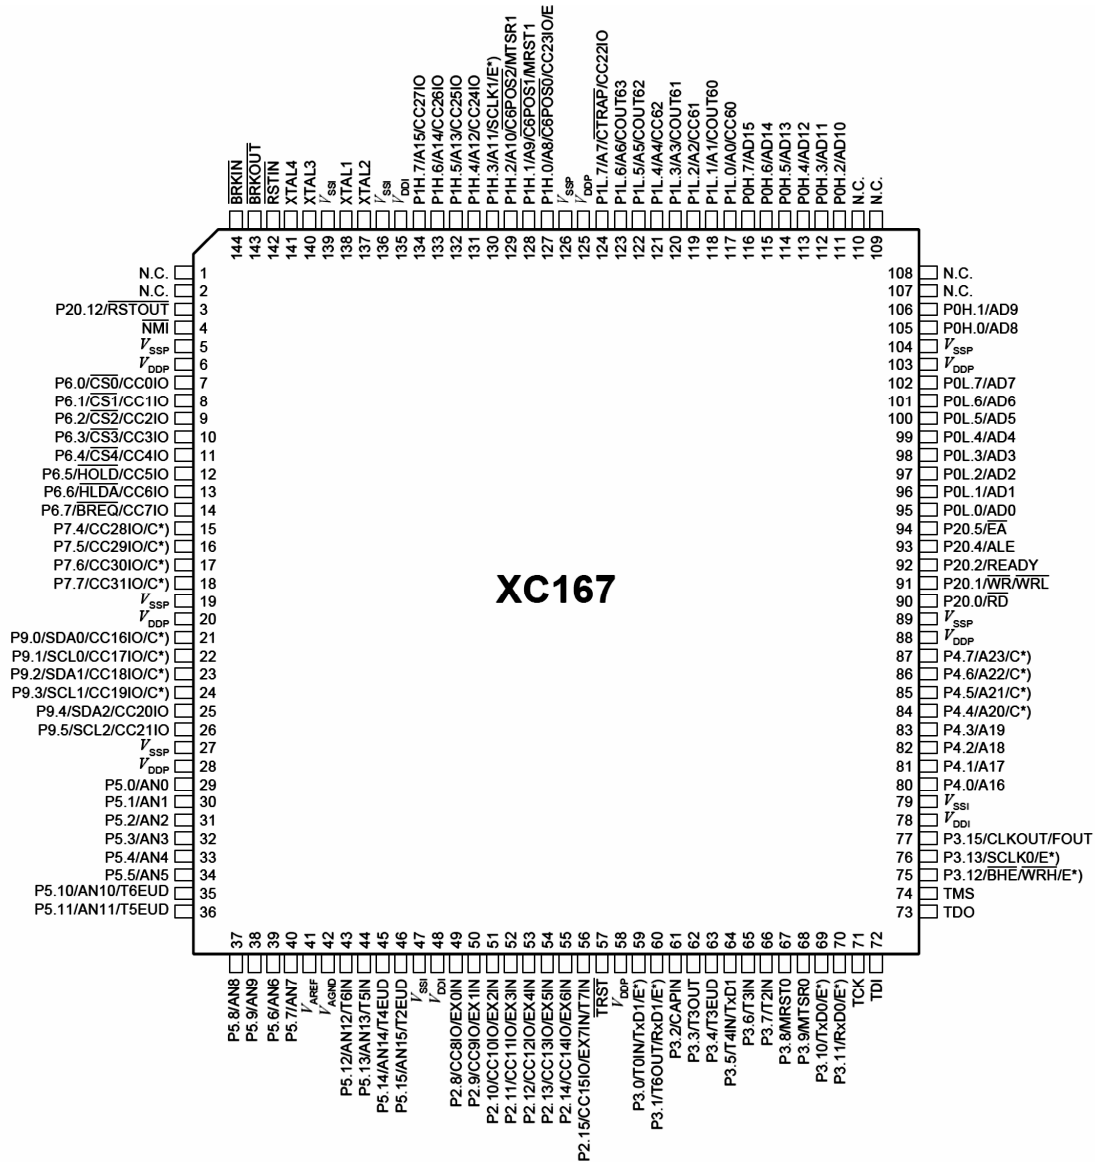 BRKIN
BRKOUT
RSTIN
XTAL4
XTAL3
VSSI
XTAL1
XTAL2
VSSI
VDDI
P1H.7/A15/CC27IO
P1H.6/A14/CC26IO
P1H.5/A13/CC25IO
P1H.4/A12/CC24IO
P1H.3/A11/SCLK1/E*)
P1H.2/A10/C6POS2/MTSR1
P1H.1/A9/C6POS1/MRST1
P1H.0/A8/C6POS0/CC23IO/E
VSSP
VDDP
P1L.7/A7/CTRAP/CC22IO
P1L.6/A6/COUT63
P1L.5/A5/COUT62
P1L.4/A4/CC62
P1L.3/A3/COUT61
P1L.2/A2/CC61
P1L.1/A1/COUT60
P1L.0/A0/CC60
P0H.7/AD15
P0H.6/AD14
P0H.5/AD13
P0H.4/AD12
P0H.3/AD11
P0H.2/AD10
N.C.
N.C.
144 143 142 141 140 139 138 137 136 135 134 133 132 131 130 129 128 127 126 125 124 123 122 121 120 119 118 117 116 115 114 113 112 111 110 109
N.C. 1
N.C. 2
P20.12/RSTOUT 3
NMI 4
VSSP 5
VDDP 6
P6.0/CS0/CC0IO 7
P6.1/CS1/CC1IO 8
P6.2/CS2/CC2IO 9
P6.3/CS3/CC3IO 10
P6.4/CS4/CC4IO 11
P6.5/HOLD/CC5IO 12
P6.6/HLDA/CC6IO 13
P6.7/BREQ/CC7IO 14
P7.4/CC28IO/C*) 15
P7.5/CC29IO/C*) 16
P7.6/CC30IO/C*) 17
P7.7/CC31IO/C*) 18
VSSP 19
VDDP 20
P9.0/SDA0/CC16IO/C*) 21
P9.1/SCL0/CC17IO/C*) 22
P9.2/SDA1/CC18IO/C*) 23
P9.3/SCL1/CC19IO/C*) 24
P9.4/SDA2/CC20IO 25
P9.5/SCL2/CC21IO 26
VSSP 27
VDDP 28
P5.0/AN0 29
P5.1/AN1 30
P5.2/AN2 31
P5.3/AN3 32
P5.4/AN4 33
P5.5/AN5 34
P5.10/AN10/T6EUD 35
P5.11/AN11/T5EUD 36
XC167
108 N.C.
107 N.C.
106 P0H.1/AD9
105 P0H.0/AD8
104 VSSP
103 VDDP
102 P0L.7/AD7
101 P0L.6/AD6
100 P0L.5/AD5
99 P0L.4/AD4
98 P0L.3/AD3
97 P0L.2/AD2
96 P0L.1/AD1
95 P0L.0/AD0
94 P20.5/EA
93 P20.4/ALE
92 P20.2/READY
91 P20.1/WR/WRL
90 P20.0/RD
89 VSSP
88 VDDP
87 P4.7/A23/C*)
86 P4.6/A22/C*)
85 P4.5/A21/C*)
84 P4.4/A20/C*)
83 P4.3/A19
82 P4.2/A18
81 P4.1/A17
80 P4.0/A16
79 VSSI
78 VDDI
77 P3.15/CLKOUT/FOUT
76 P3.13/SCLK0/E*)
75 P3.12/BHE/WRH/E*)
74 TMS
73 TDO
37 38 39 40 41 42 43 44 45 46 47 48 49 50 51 52 53 54 55 56 57 58 59 60 61 62 63 64 65 66 67 68 69 70 71 72
P5.8/AN8
P5.9/AN9
P5.6/AN6
P5.7/AN7
VAREF
VAGND
P5.12/AN12/T6IN
P5.13/AN13/T5IN
P5.14/AN14/T4EUD
P5.15/AN15/T2EUD
VSSI
VDDI
P2.8/CC8IO/EX0IN
P2.9/CC9IO/EX1IN
P2.10/CC10IO/EX2IN
P2.11/CC11IO/EX3IN
P2.12/CC12IO/EX4IN
P2.13/CC13IO/EX5IN
P2.14/CC14IO/EX6IN
P2.15/CC15IO/EX7IN/T7IN
TRST
VDDP
P3.0/T0IN/TxD1/E*)
P3.1/T6OUT/RxD1/E*)
P3.2/CAPIN
P3.3/T3OUT
P3.4/T3EUD
P3.5/T4IN/TxD1
P3.6/T3IN
P3.7/T2IN
P3.8/MRST0
P3.9/MTSR0
P3.10/TxD0/E*)
P3.11/RxD0/E*)
TCK
TDI